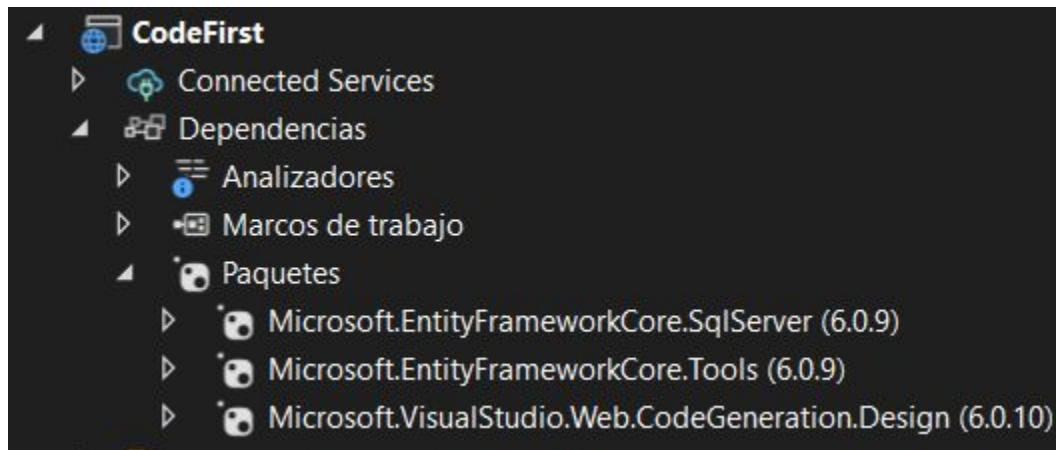 CodeFirst
Connected Services
Dependencias
Analizadores
Marcos de trabajo
Paquetes
Microsoft.EntityFrameworkCore.SqlServer (6.0.9)
Microsoft.EntityFrameworkCore.Tools (6.0.9)
Microsoft.VisualStudio.Web.CodeGeneration.Design (6.0.10)